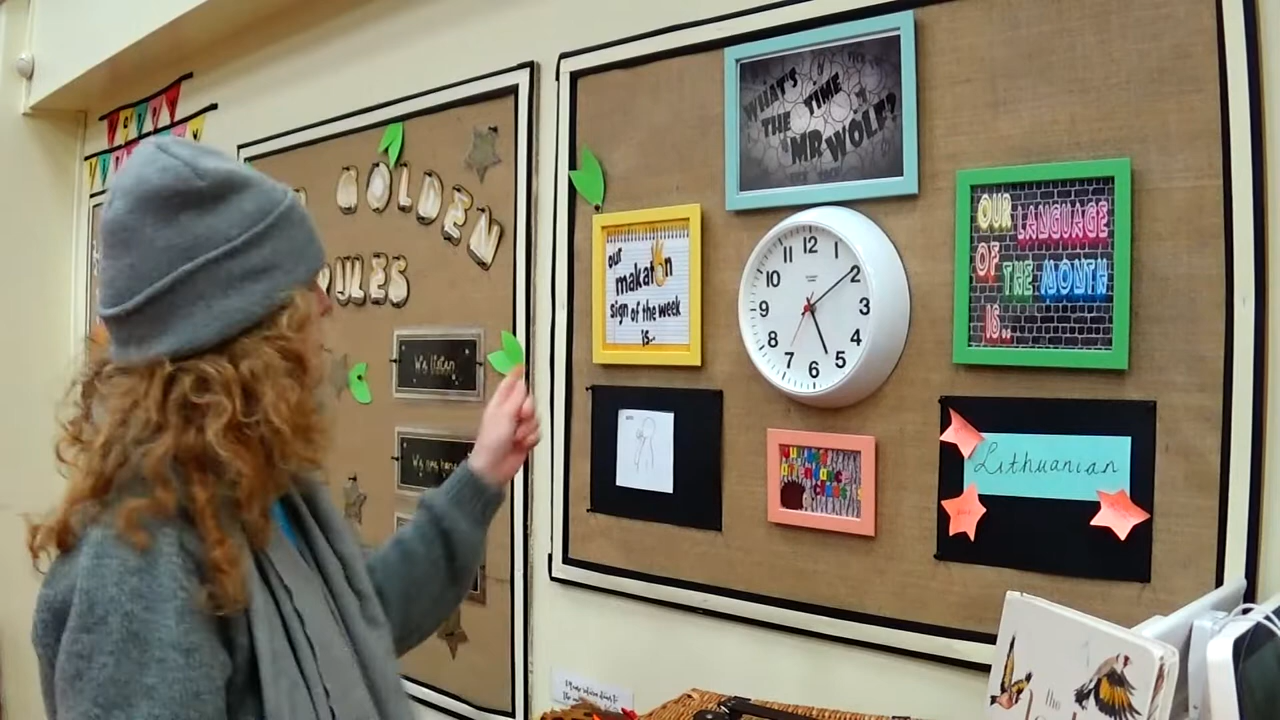 GOLDEN
RULES
We listen
WHAT'S
THE TIME
MR WOLF?
our
makaton
sign of the week
is..
12
11
1
10
2
9
3
8
4
7
5
6
OUR LANGUAGE
OF THE MONTH
IS..
Lithuanian
the